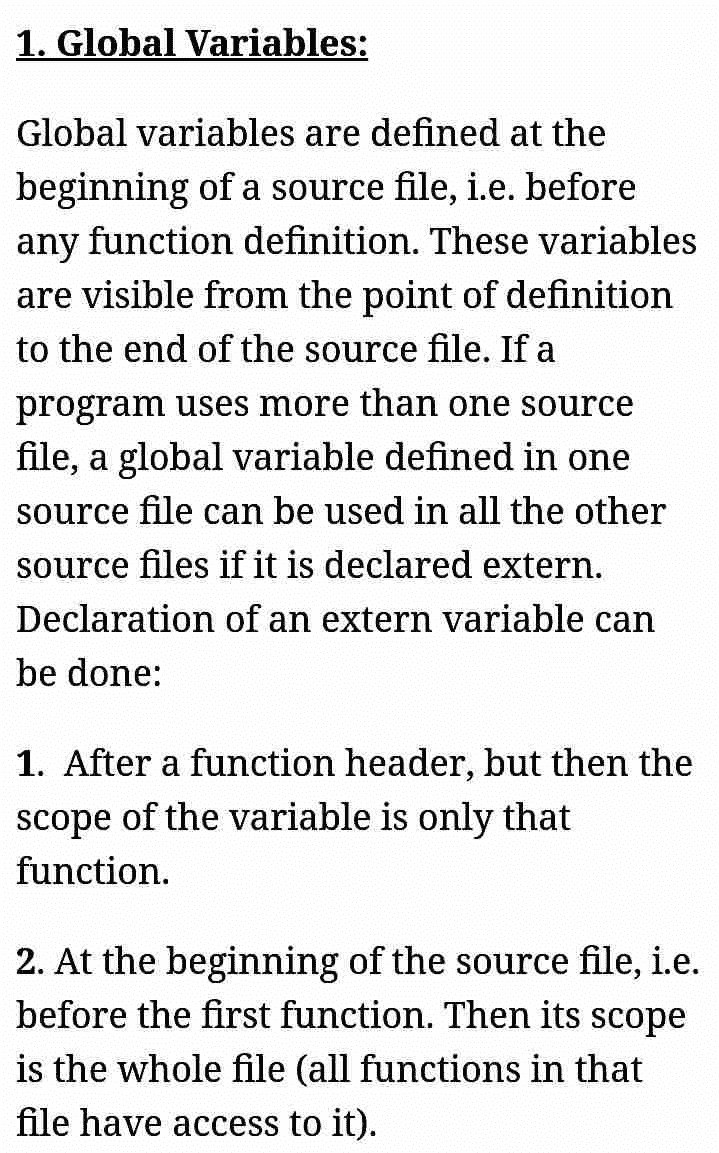 1. Global Variables:
Global variables are defined at the
beginning of a source file, i.e. before
any function definition. These variables
are visible from the point of definition
to the end of the source file. If a
program uses more than one source
file, a global variable defined in one
source file can be used in all the other
source files if it is declared extern.
Declaration of an extern variable can
be done:
1. After a function header, but then the
scope of the variable is only that
function.
2. At the beginning of the source file, i.e.
before the first function. Then its scope
is the whole file (all functions in that
file have access to it).